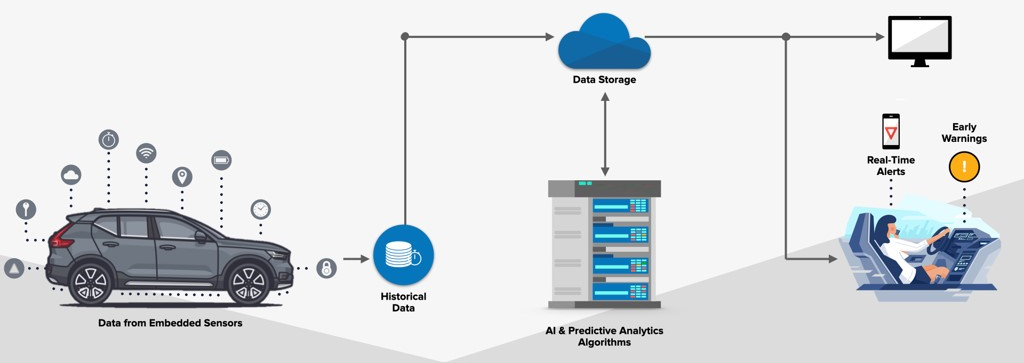 Data Storage
Early
Warnings
Real-Time
Alerts
!
Data from Embedded Sensors
Historical
Data
AI & Predictive Analytics
Algorithms